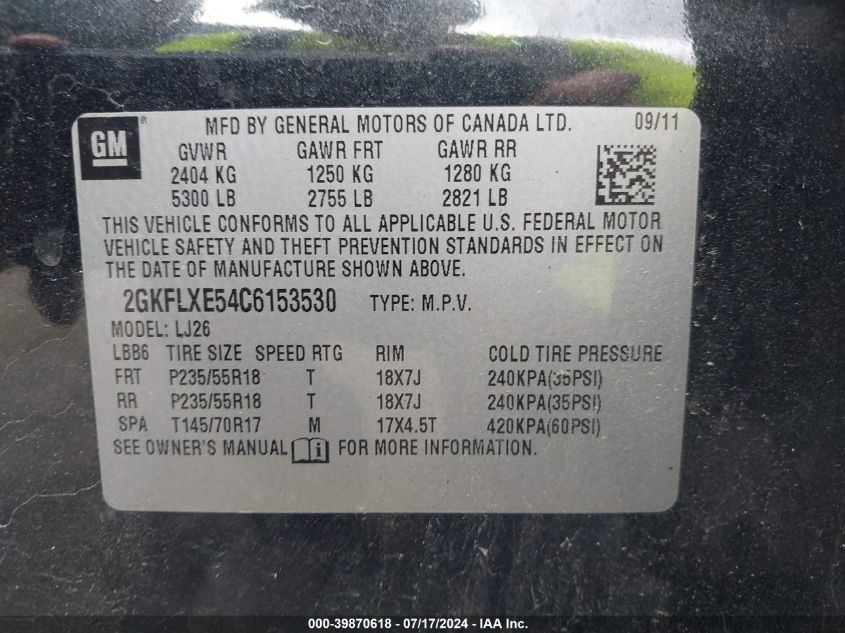 GM® MFD BY GENERAL MOTORS OF CANADA LTD. 09/11
GVWR GAWR FRT GAWR RR
2404 KG 1250 KG 1280 KG
5300 LB 2755 LB 2821 LB
THIS VEHICLE CONFORMS TO ALL APPLICABLE U.S. FEDERAL MOTOR
VEHICLE SAFETY AND THEFT PREVENTION STANDARDS IN EFFECT ON
THE DATE OF MANUFACTURE SHOWN ABOVE.
2GKFLXE54C6153530 TYPE: M.P.V.
MODEL: LJ26
LBB6 TIRE SIZE SPEED RTG RIM COLD TIRE PRESSURE
FRT P235/55R18 T 18X7J 240KPA(35PSI)
RR P235/55R18 T 18X7J 240KPA(35PSI)
SPA T145/70R17 M 17X4.5T 420KPA(60PSI)
SEE OWNER'S MANUAL i FOR MORE INFORMATION.
000-39870618 - 07/17/2024 - IAA Inc.